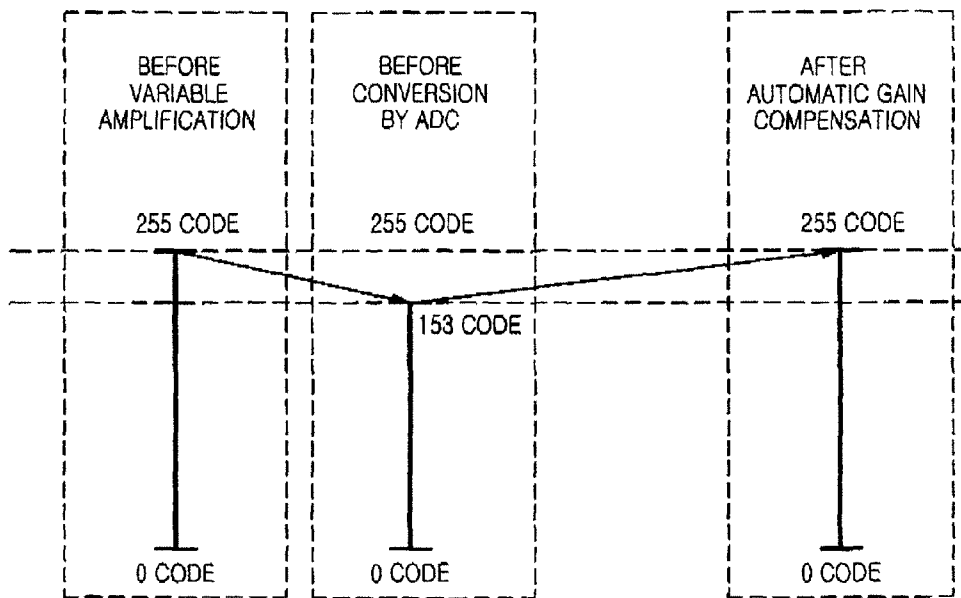 BEFORE
VARIABLE
AMPLIFICATION
BEFORE
CONVERSION
BY ADC
AFTER
AUTOMATIC GAIN
COMPENSATION
255 CODE
255 CODE
255 CODE
153 CODE
0 CODE
0 CODE
0 CODE